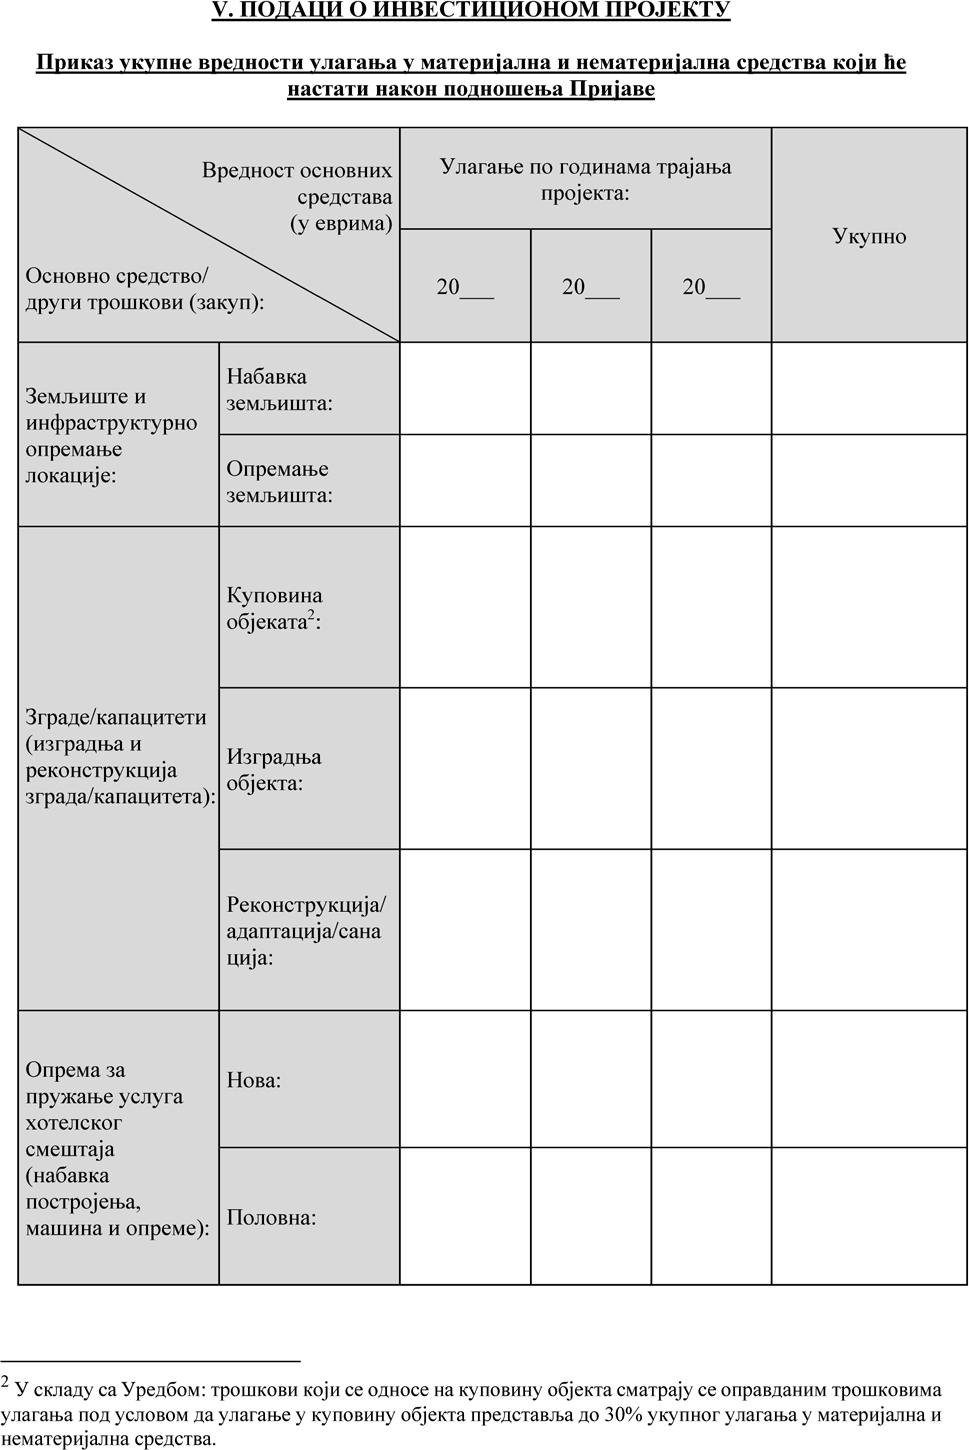 V. ПОДАЦИ О ИНВЕСТИЦИОНОМ ПРОЈЕКТУ
Приказ укупне вредности улагања у материјална и нематеријална средства који ће
настати након подношења Пријаве
Вредност основних
средстава
(у еврима)
Основно средство/
други трошкови (закуп):
Улагање по годинама трајања
пројекта:
Укупно
20___
20___
20___
Земљиште и
инфраструктурно
опремање
локације:
Набавка
земљишта:
Опремање
земљишта:
Зграде/капацитети
(изградња и
реконструкција
зграда/капацитета):
Куповина
објеката2:
Изградња
објекта:
Реконструкција/
адаптација/сана
ција:
Опрема за
пружање услуга
хотелског
смештаја
(набавка
постројења,
машина и опреме):
Нова:
Половна:
2 У складу са Уредбом: трошкови који се односе на куповину објекта сматрају се оправданим трошковима
улагања под условом да улагање у куповину објекта представља до 30% укупног улагања у материјална и
нематеријална средства.